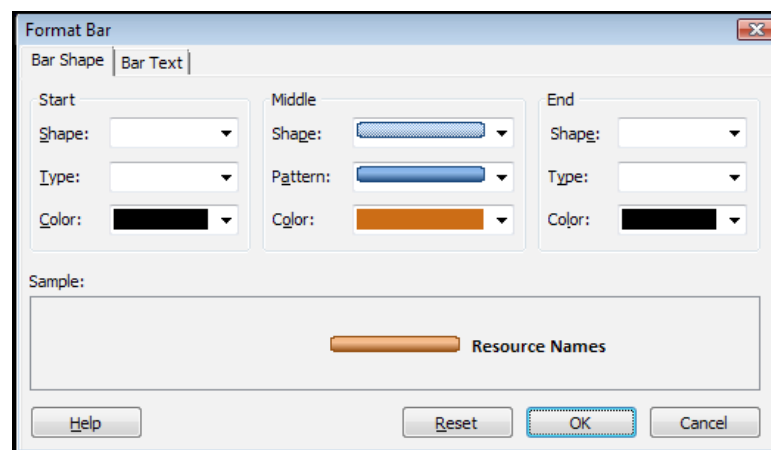 Format Bar
Bar Shape Bar Text
Start Middle End
Shape: Shape: Shape:
Type: Pattern: Type:
Color: Color: Color:
Sample:
Resource Names
Help Reset OK Cancel